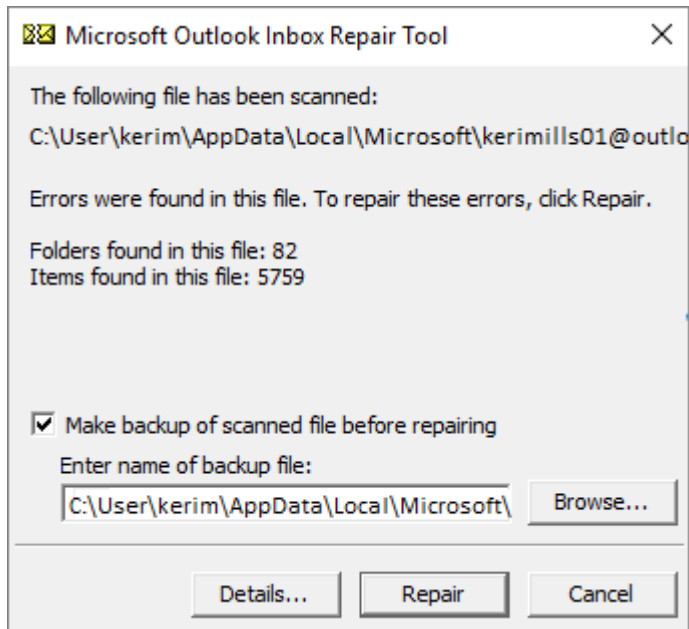 Microsoft Outlook Inbox Repair Tool
The following file has been scanned:
C:\User\kerim\AppData\Local\Microsoft\kerimills01@outlo
Errors were found in this file. To repair these errors, click Repair.
Folders found in this file: 82
Items found in this file: 5759
Make backup of scanned file before repairing
Enter name of backup file:
C:\User\kerim\AppData\Local\Microsoft\
Browse...
Details...
Repair
Cancel